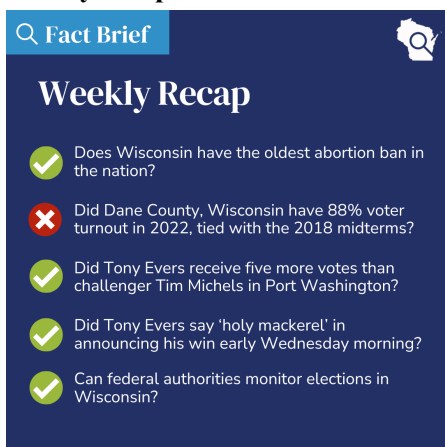 Fact Brief
Weekly Recap
Does Wisconsin have the oldest abortion ban in
the nation?
Did Dane County, Wisconsin have 88% voter
turnout in 2022, tied with the 2018 midterms?
Did Tony Evers receive five more votes than
challenger Tim Michels in Port Washington?
Did Tony Evers say ‘holy mackerel’ in
announcing his win early Wednesday morning?
Can federal authorities monitor elections in
Wisconsin?